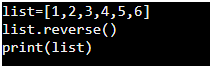 list=[1,2,3,4,5,6]
list.reverse()
print(list)